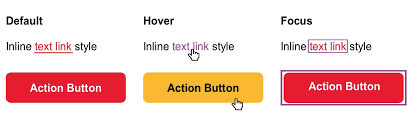 Default
Inline text link style
Action Button
Hover
Inline text link style
Action Button
Focus
Inline text link style
Action Button